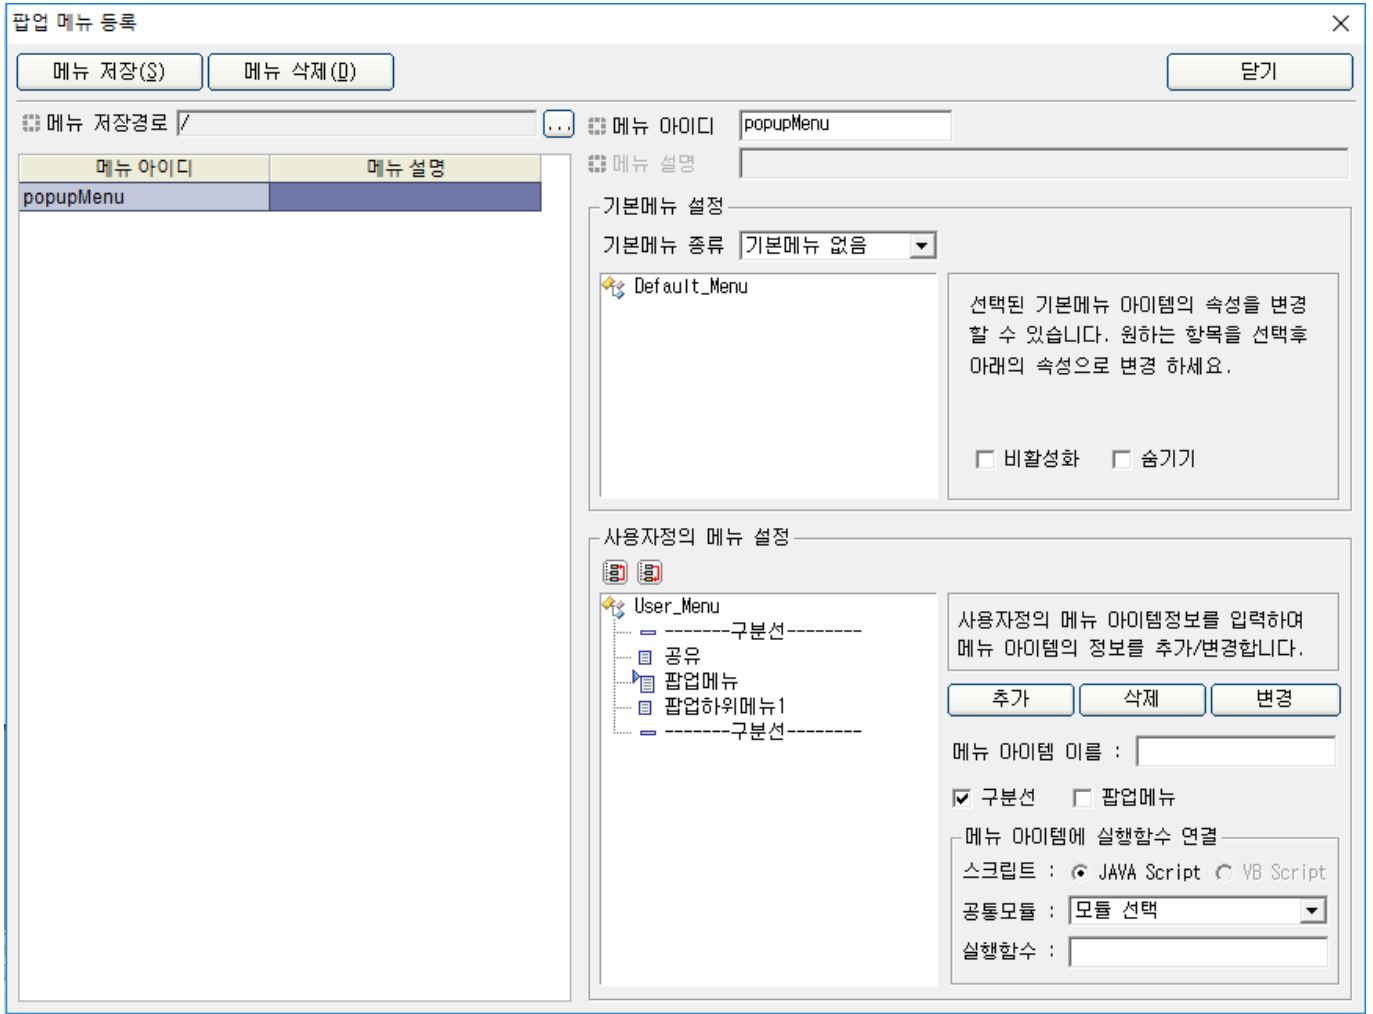 팝업 메뉴 등록
메뉴 저장(S) 메뉴 삭제(D) 닫기
메뉴 저장경로 / ... 메뉴 아이디 popupMenu
메뉴 설명
메뉴 아이디 메뉴 설명
popupMenu
기본메뉴 설정
기본메뉴 종류 기본메뉴 없음
Default_Menu
선택된 기본메뉴 아이템의 속성을 변경
할 수 있습니다. 원하는 항목을 선택후
아래의 속성으로 변경 하세요.
비활성화 숨기기
사용자정의 메뉴 설정
User_Menu
-------구분선--------
공유
팝업메뉴
팝업하위메뉴1
-------구분선--------
사용자정의 메뉴 아이템정보를 입력하여
메뉴 아이템의 정보를 추가/변경합니다.
추가 삭제 변경
메뉴 아이템 이름 :
구분선 팝업메뉴
메뉴 아이템에 실행함수 연결
스크립트 : JAVA Script VB Script
공통모듈 : 모듈 선택
실행함수 :